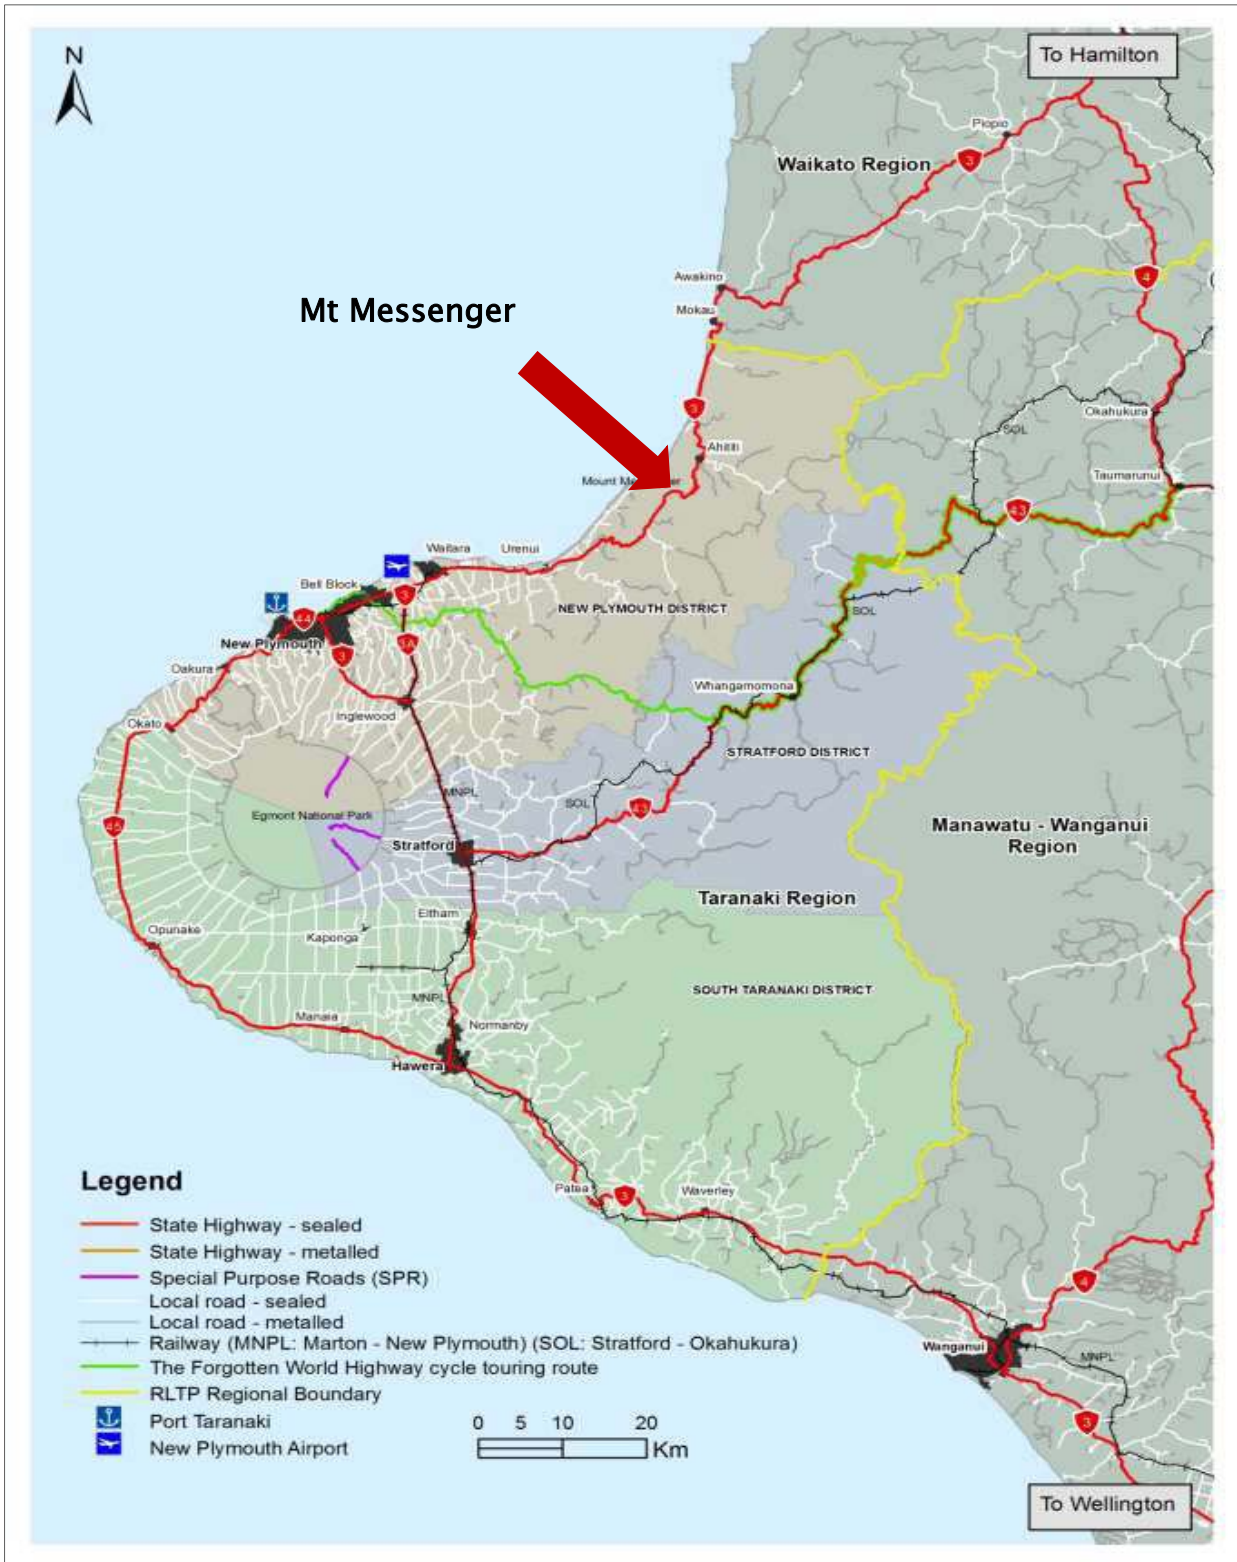 N
To Hamilton
Piopio
3
Waikato Region
Awakino
4
Mt Messenger
Mokau
3
Okahukura
SOL
Ahititi
Taumarunui
43
Waitara
Urenui
Bell Block
3
NEW PLYMOUTH DISTRICT
SOL
44
New Plymouth
3
3A
Oakura
Whangamomona
Inglewood
Okato
STRATFORD DISTRICT
MNPL
SOL
43
Egmont National Park
45
Manawatu - Wanganui
Region
Stratford
Taranaki Region
Eltham
Opunake
Kaponga
SOUTH TARANAKI DISTRICT
MNPL
Manaia
Normanby
Hawera
Patea
3
Waverley
4
Wanganui
MNPL
3
To Wellington
Legend
State Highway - sealed
State Highway - metalled
Special Purpose Roads (SPR)
Local road - sealed
Local road - metalled
Railway (MNPL: Marton - New Plymouth) (SOL: Stratford - Okahukura)
The Forgotten World Highway cycle touring route
RLTP Regional Boundary
Port Taranaki
New Plymouth Airport
0 5 10 20
Km